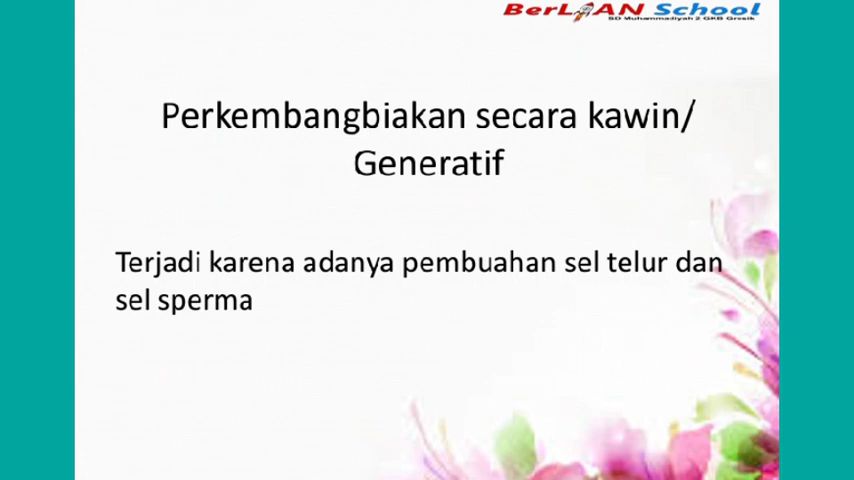 BerLIAN School
SD Muhammadiyah 2 GKB Gresik
Perkembangbiakan secara kawin/
Generatif
Terjadi karena adanya pembuahan sel telur dan
sel sperma